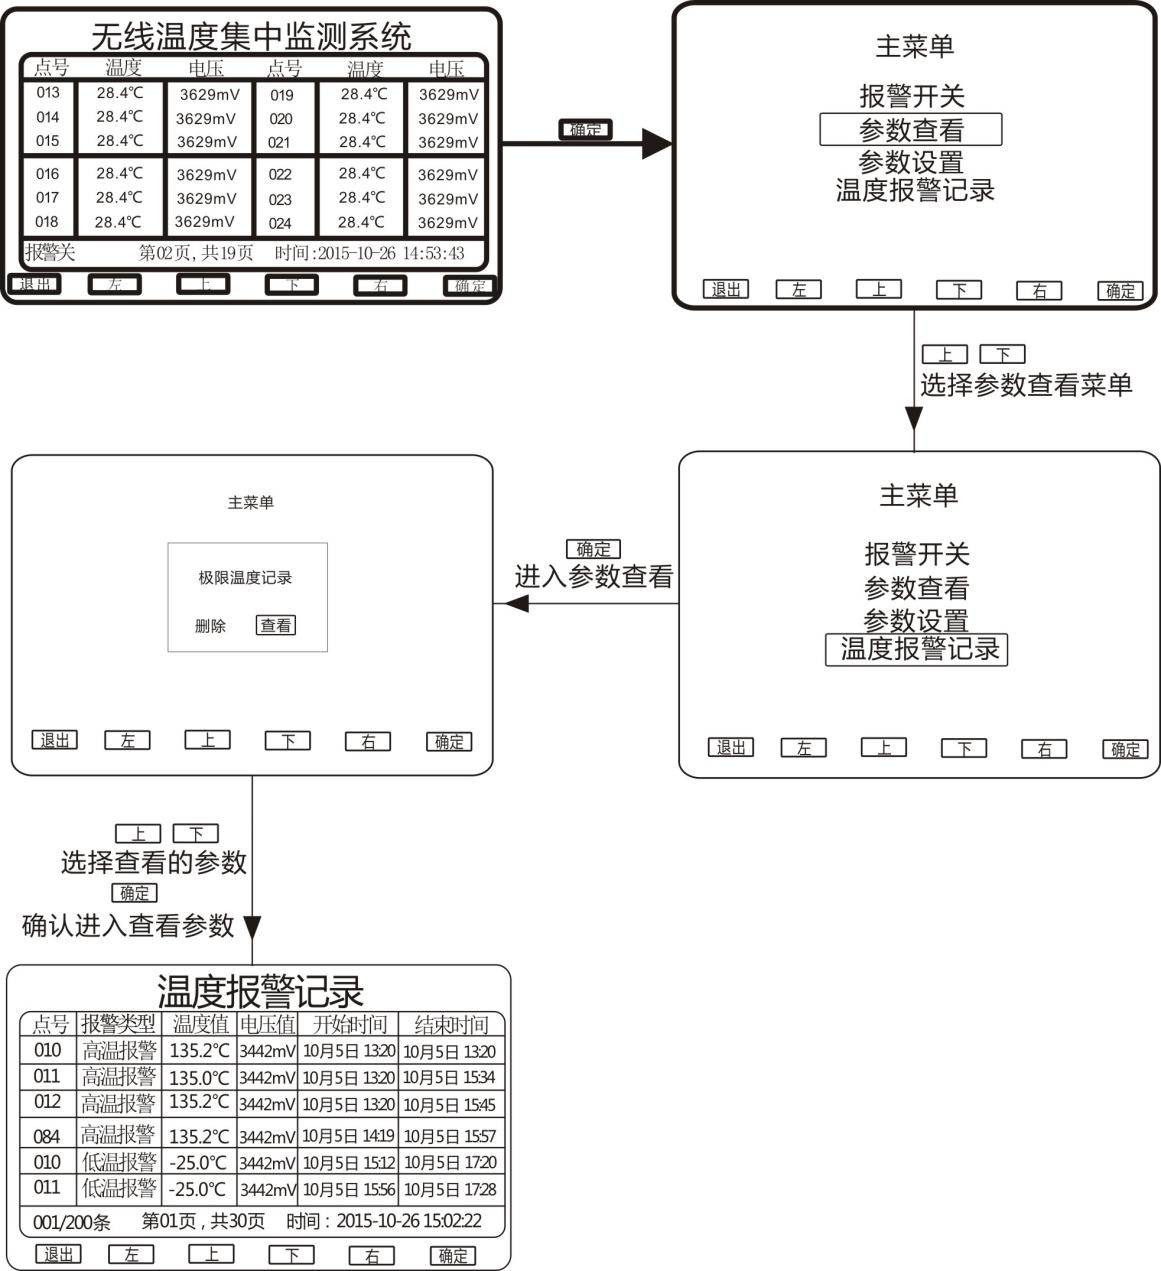 无线温度集中监测系统
点号 温度 电压 点号 温度 电压
013 28.4℃ 3629mV 019 28.4℃ 3629mV
014 28.4℃ 3629mV 020 28.4℃ 3629mV
015 28.4℃ 3629mV 021 28.4℃ 3629mV
016 28.4℃ 3629mV 022 28.4℃ 3629mV
017 28.4℃ 3629mV 023 28.4℃ 3629mV
018 28.4℃ 3629mV 024 28.4℃ 3629mV
报警关 第02页,共19页 时间:2015-10-26 14:53:43
退出 左 上 下 右 确定
确定
主菜单
报警开关
参数查看
参数设置
温度报警记录
退出 左 上 下 右 确定
上 下
选择参数查看菜单
主菜单
报警开关
参数查看
参数设置
温度报警记录
退出 左 上 下 右 确定
确定
进入参数查看
主菜单
极限温度记录
删除 查看
退出 左 上 下 右 确定
上 下
选择查看的参数
确定
确认进入查看参数
温度报警记录
点号 报警类型 温度值 电压值 开始时间 结束时间
010 高温报警 135.2℃ 3442mV 10月5日 13:20 10月5日 13:20
011 高温报警 135.0℃ 3442mV 10月5日 13:20 10月5日 15:34
012 高温报警 135.2℃ 3442mV 10月5日 13:20 10月5日 15:45
084 高温报警 135.2℃ 3442mV 10月5日 14:19 10月5日 15:57
010 低温报警 -25.0℃ 3442mV 10月5日 15:12 10月5日 17:20
011 低温报警 -25.0℃ 3442mV 10月5日 15:56 10月5日 17:28
001/200条 第01页，共30页 时间：2015-10-26 15:02:22
退出 左 上 下 右 确定